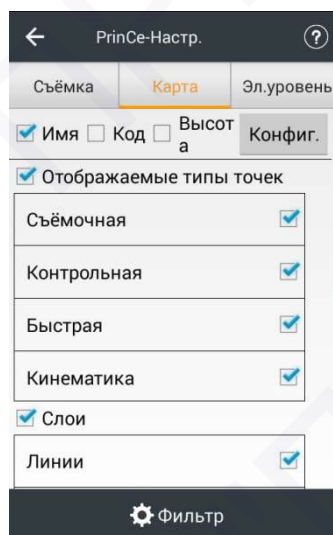 PrinCe-Настр. ?
Съёмка Карта Эл.уровень
Имя Код Высот
а Конфиг.
Отображаемые типы точек
Съёмочная
Контрольная
Быстрая
Кинематика
Слои
Линии
Фильтр